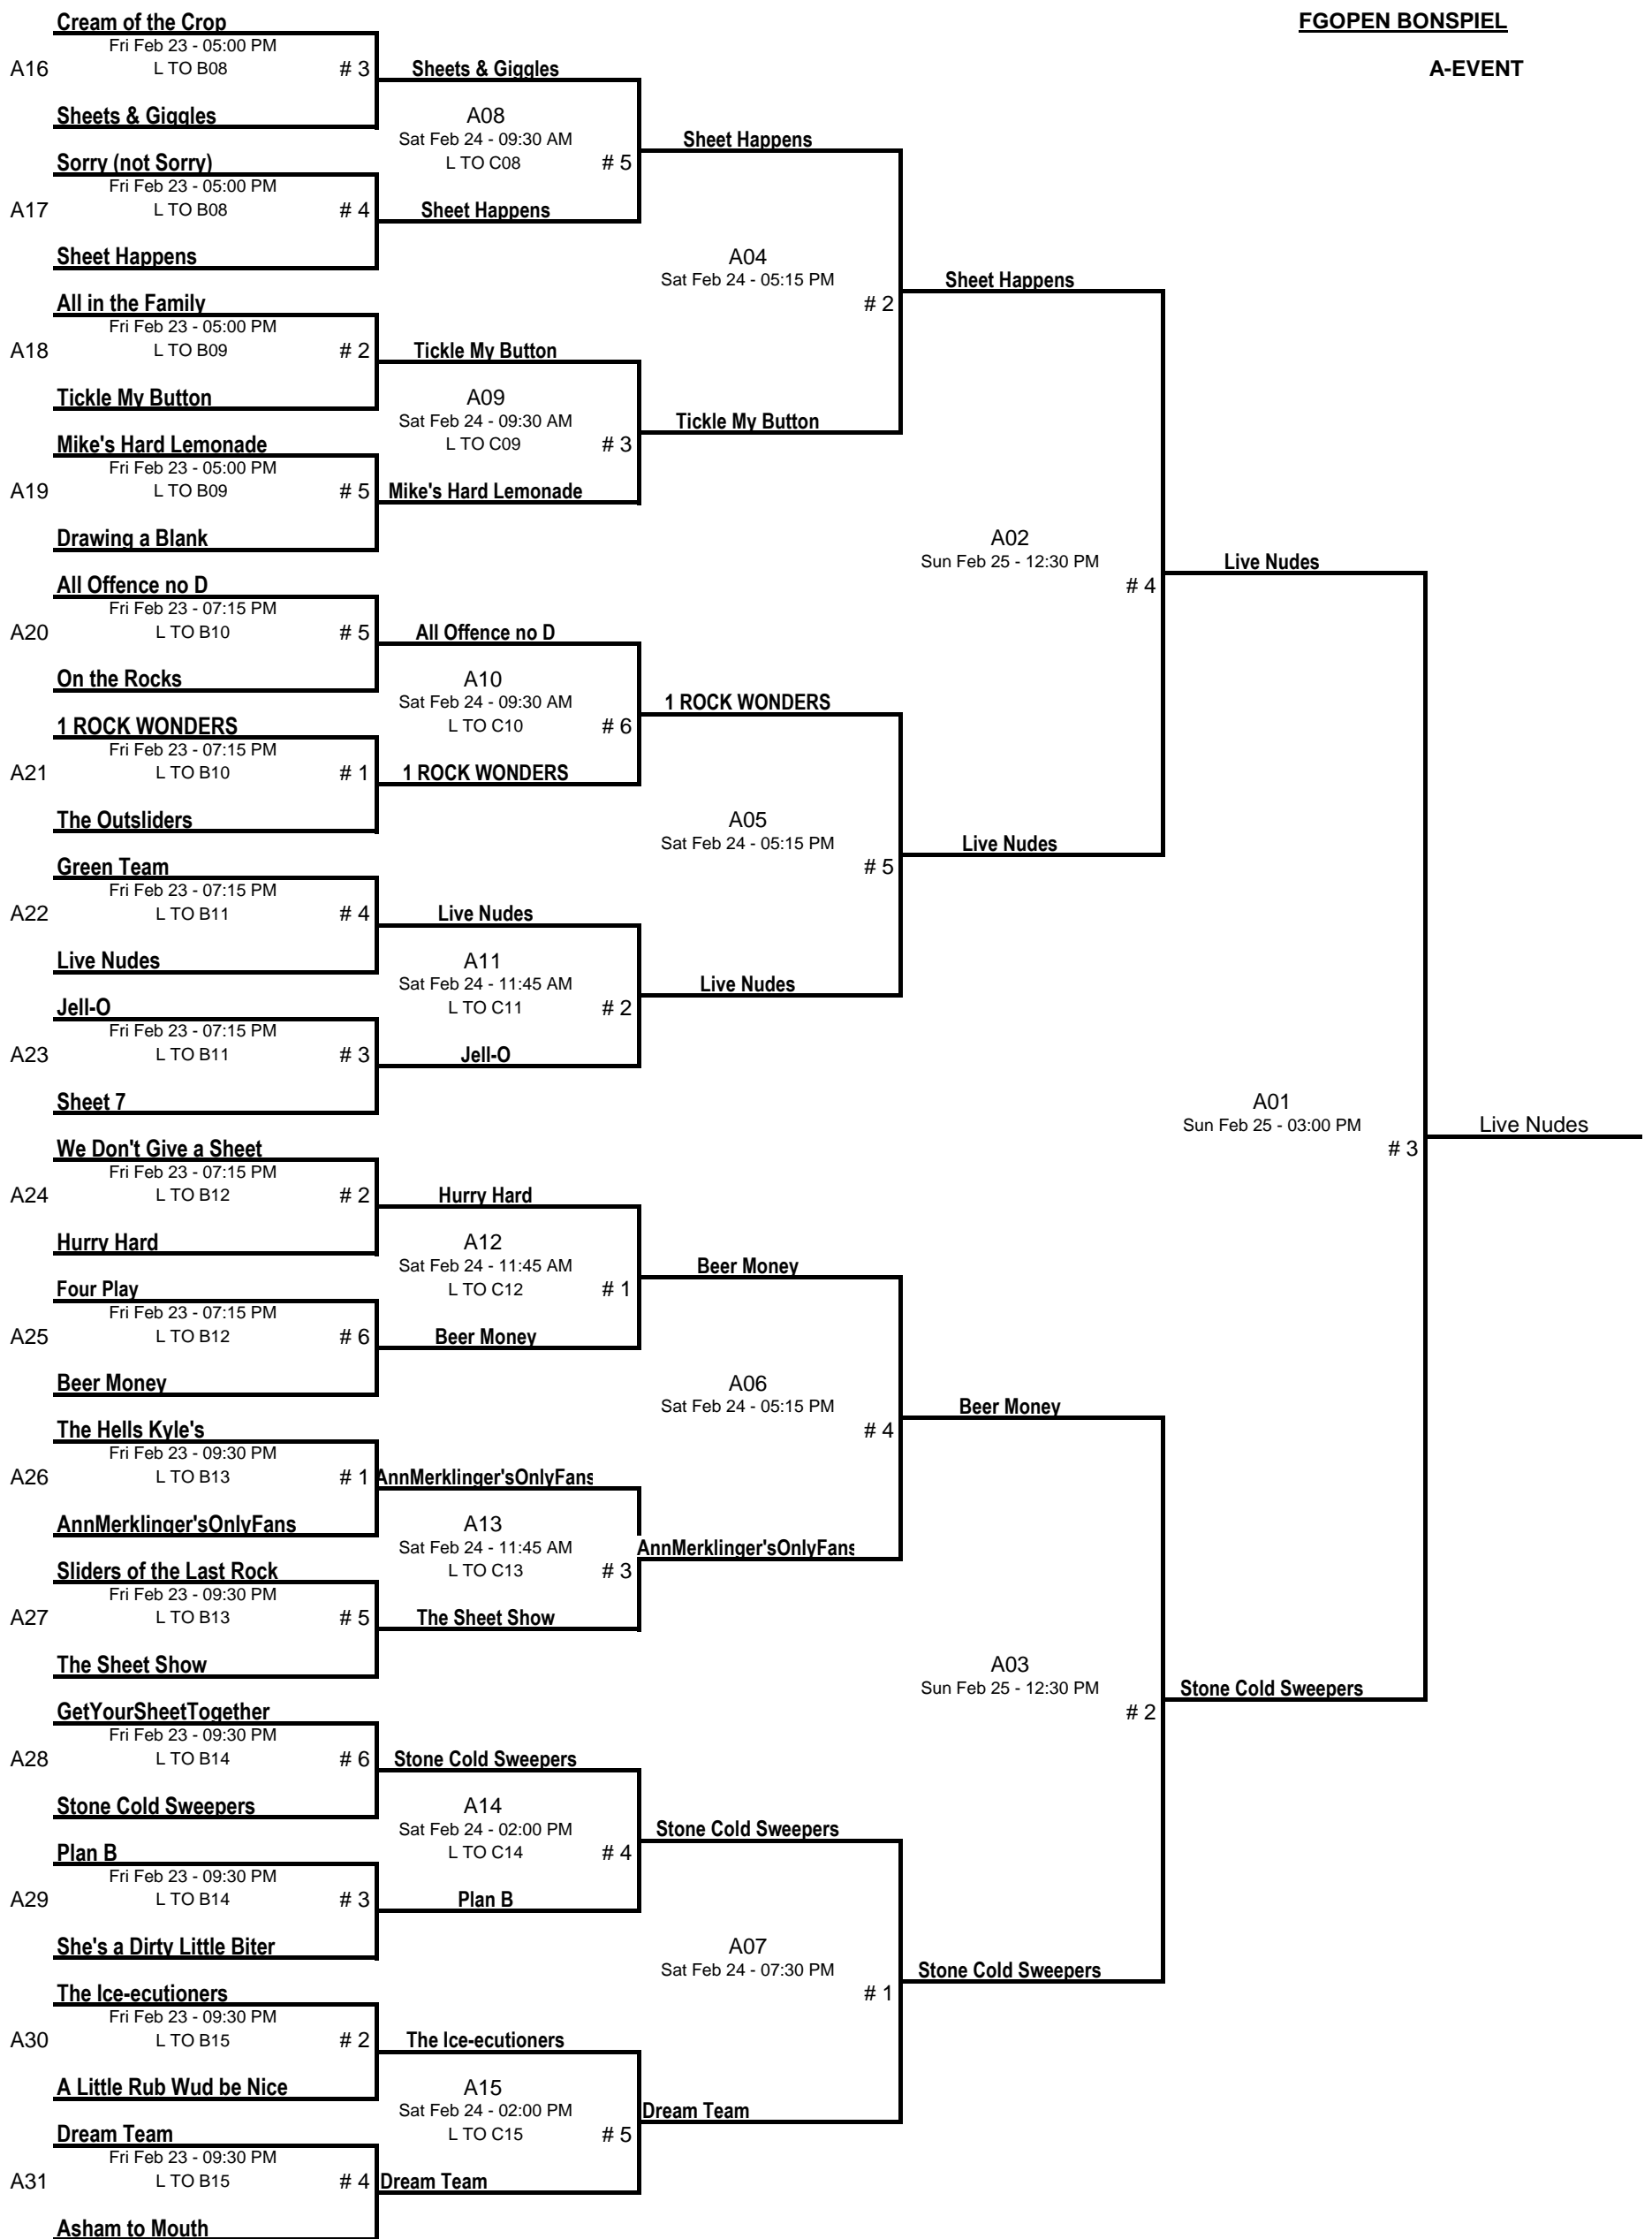 FGOPEN BONSPIEL
A-EVENT
Cream of the Crop
Fri Feb 23 - 05:00 PM
A16 L TO B08 # 3
Sheets & Giggles
Sheets & Giggles
A08
Sat Feb 24 - 09:30 AM
L TO C08 # 5
Sheet Happens
Sorry (not Sorry)
Fri Feb 23 - 05:00 PM
A17 L TO B08 # 4
Sheet Happens
Sheet Happens
A04
Sat Feb 24 - 05:15 PM
# 2
Sheet Happens
All in the Family
Fri Feb 23 - 05:00 PM
A18 L TO B09 # 2
Tickle My Button
Tickle My Button
A09
Sat Feb 24 - 09:30 AM
L TO C09 # 3
Tickle My Button
Mike's Hard Lemonade
Fri Feb 23 - 05:00 PM
A19 L TO B09 # 5
Mike's Hard Lemonade
Drawing a Blank
A02
Sun Feb 25 - 12:30 PM
# 4
Live Nudes
All Offence no D
Fri Feb 23 - 07:15 PM
A20 L TO B10 # 5
All Offence no D
On the Rocks
A10
Sat Feb 24 - 09:30 AM
L TO C10 # 6
1 ROCK WONDERS
1 ROCK WONDERS
Fri Feb 23 - 07:15 PM
A21 L TO B10 # 1
1 ROCK WONDERS
The Outsliders
A05
Sat Feb 24 - 05:15 PM
# 5
Live Nudes
Green Team
Fri Feb 23 - 07:15 PM
A22 L TO B11 # 4
Live Nudes
Live Nudes
A11
Sat Feb 24 - 11:45 AM
L TO C11 # 2
Live Nudes
Jell-O
Fri Feb 23 - 07:15 PM
A23 L TO B11 # 3
Jell-O
Sheet 7
A01
Sun Feb 25 - 03:00 PM
# 3
Live Nudes
We Don't Give a Sheet
Fri Feb 23 - 07:15 PM
A24 L TO B12 # 2
Hurry Hard
Hurry Hard
A12
Sat Feb 24 - 11:45 AM
L TO C12 # 1
Beer Money
Four Play
Fri Feb 23 - 07:15 PM
A25 L TO B12 # 6
Beer Money
Beer Money
A06
Sat Feb 24 - 05:15 PM
# 4
Beer Money
The Hells Kyle's
Fri Feb 23 - 09:30 PM
A26 L TO B13 # 1
AnnMerklinger'sOnlyFans
AnnMerklinger'sOnlyFans
A13
Sat Feb 24 - 11:45 AM
L TO C13 # 3
AnnMerklinger'sOnlyFans
Sliders of the Last Rock
Fri Feb 23 - 09:30 PM
A27 L TO B13 # 5
The Sheet Show
The Sheet Show
A03
Sun Feb 25 - 12:30 PM
# 2
Stone Cold Sweepers
GetYourSheetTogether
Fri Feb 23 - 09:30 PM
A28 L TO B14 # 6
Stone Cold Sweepers
Stone Cold Sweepers
A14
Sat Feb 24 - 02:00 PM
L TO C14 # 4
Stone Cold Sweepers
Plan B
Fri Feb 23 - 09:30 PM
A29 L TO B14 # 3
Plan B
She's a Dirty Little Biter
A07
Sat Feb 24 - 07:30 PM
# 1
Stone Cold Sweepers
The Ice-ecutioners
Fri Feb 23 - 09:30 PM
A30 L TO B15 # 2
The Ice-ecutioners
A Little Rub Wud be Nice
A15
Sat Feb 24 - 02:00 PM
L TO C15 # 5
Dream Team
Dream Team
Fri Feb 23 - 09:30 PM
A31 L TO B15 # 4
Dream Team
Asham to Mouth